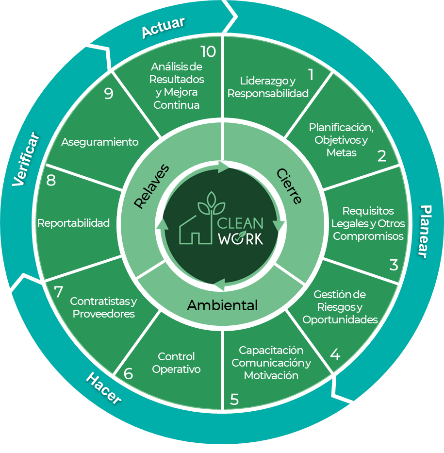 Actuar
Planear
Hacer
Verificar
1
Liderazgo y
Responsabilidad
Planificación,
Objetivos y
Metas
2
Requisitos
Legales y Otros
Compromisos
3
Gestión de
Riesgos y
Oportunidades
4
Capacitación
Comunicación y
Motivación
5
Control
Operativo
6
Contratistas y
Proveedores
7
Reportabilidad
8
Aseguramiento
9
10
Análisis de
Resultados
y Mejora
Continua
Relaves
Cierre
Ambiental
CLEAN
WORK